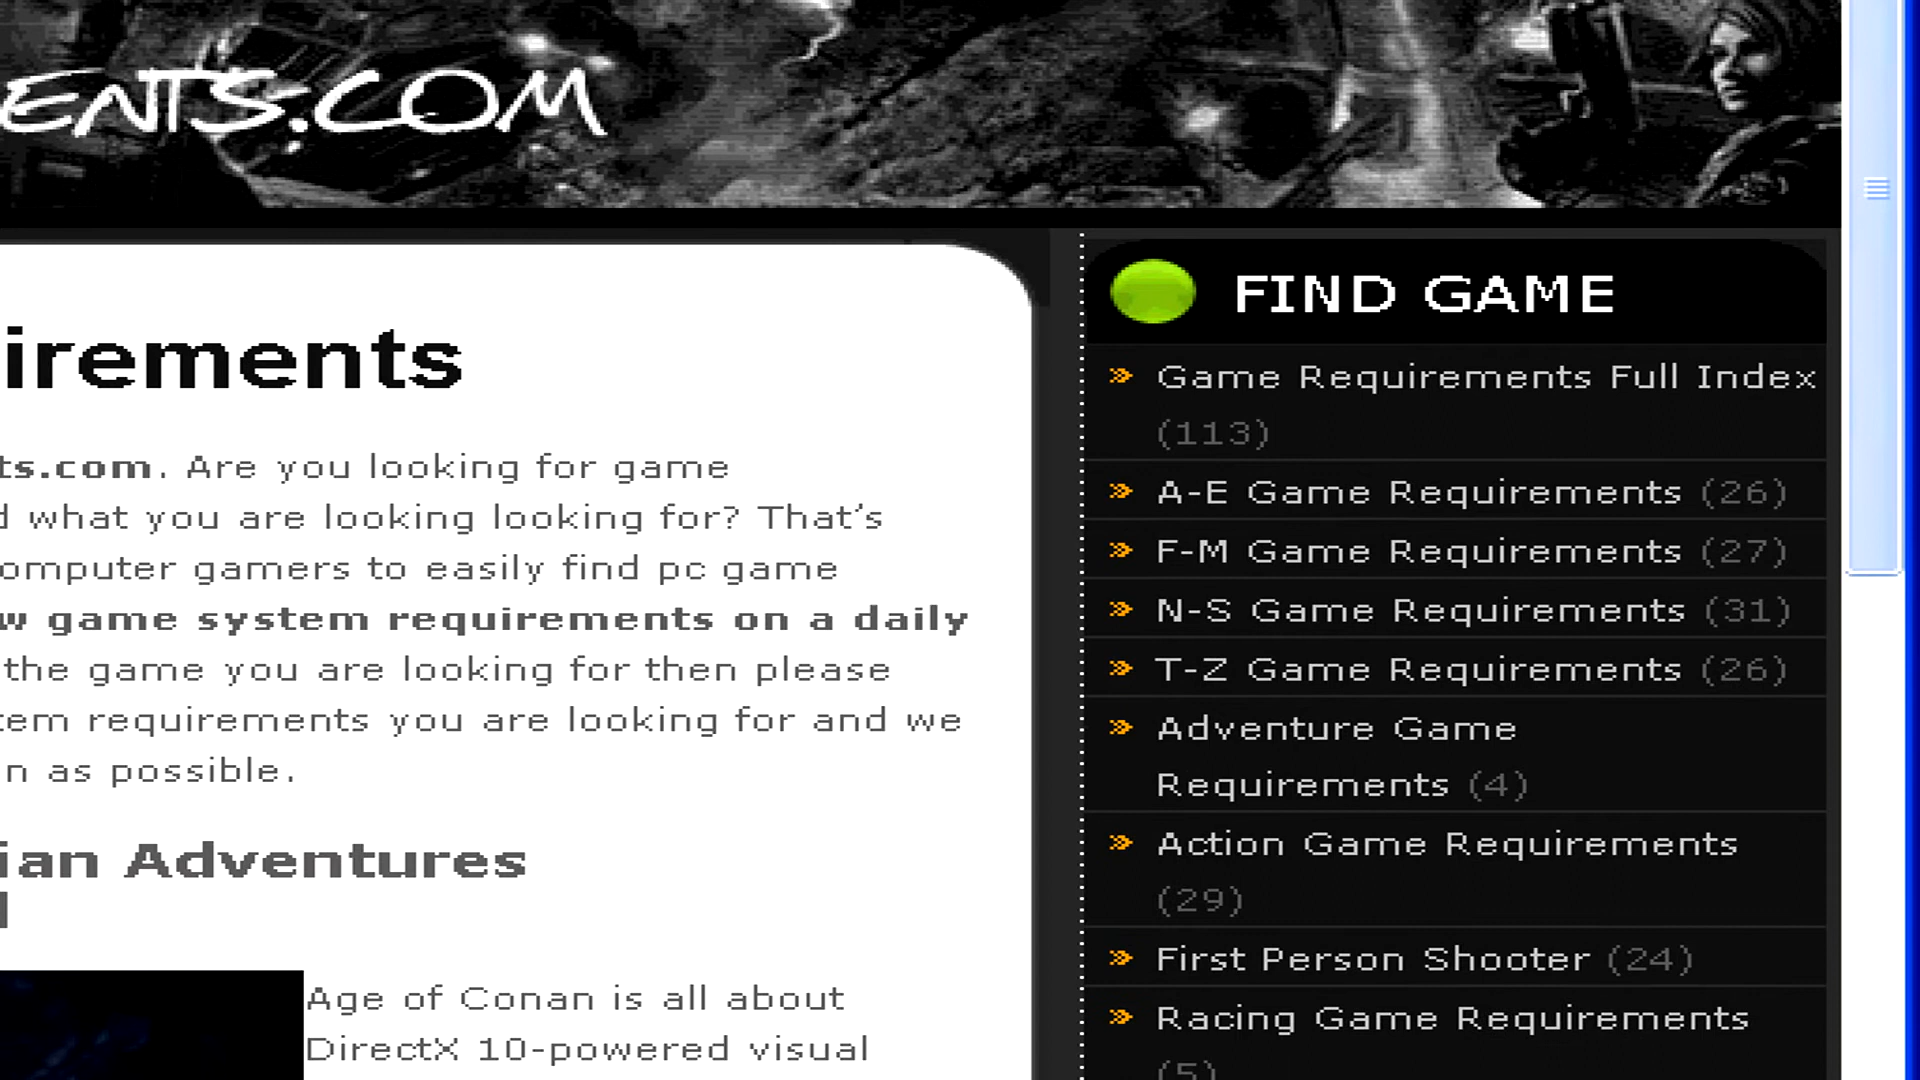 ENTS.COM
irements
ts.com. Are you looking for game
d what you are looking looking for? That's
omputer gamers to easily find pc game
w game system requirements on a daily
the game you are looking for then please
tem requirements you are looking for and we
n as possible.
ian Adventures
Age of Conan is all about
DirectX 10-powered visual
FIND GAME
Game Requirements Full Index
(113)
A-E Game Requirements (26)
F-M Game Requirements (27)
N-S Game Requirements (31)
T-Z Game Requirements (26)
Adventure Game
Requirements (4)
Action Game Requirements
(29)
First Person Shooter (24)
Racing Game Requirements
(5)